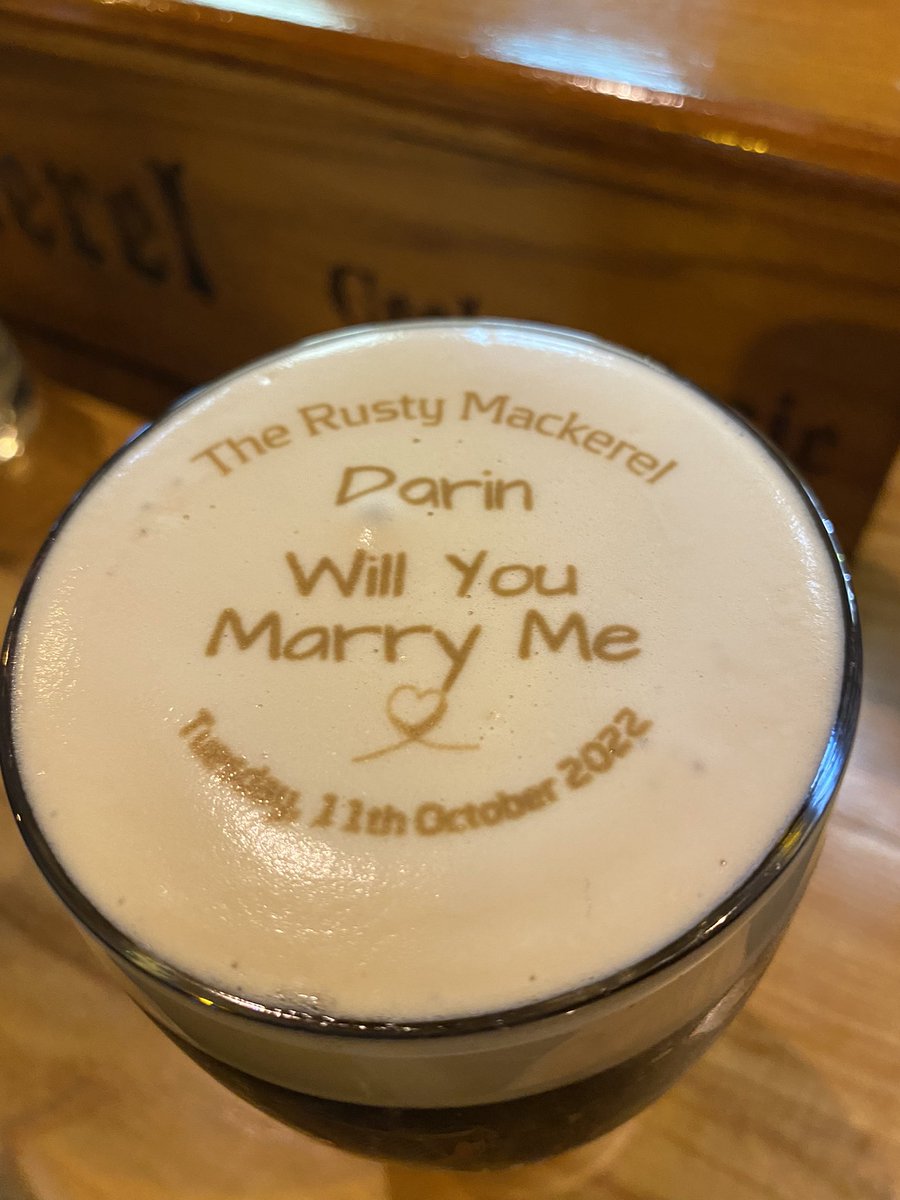 The Rusty Mackerel
Darin
Will You
Marry Me
Tuesday, 11th October 2022